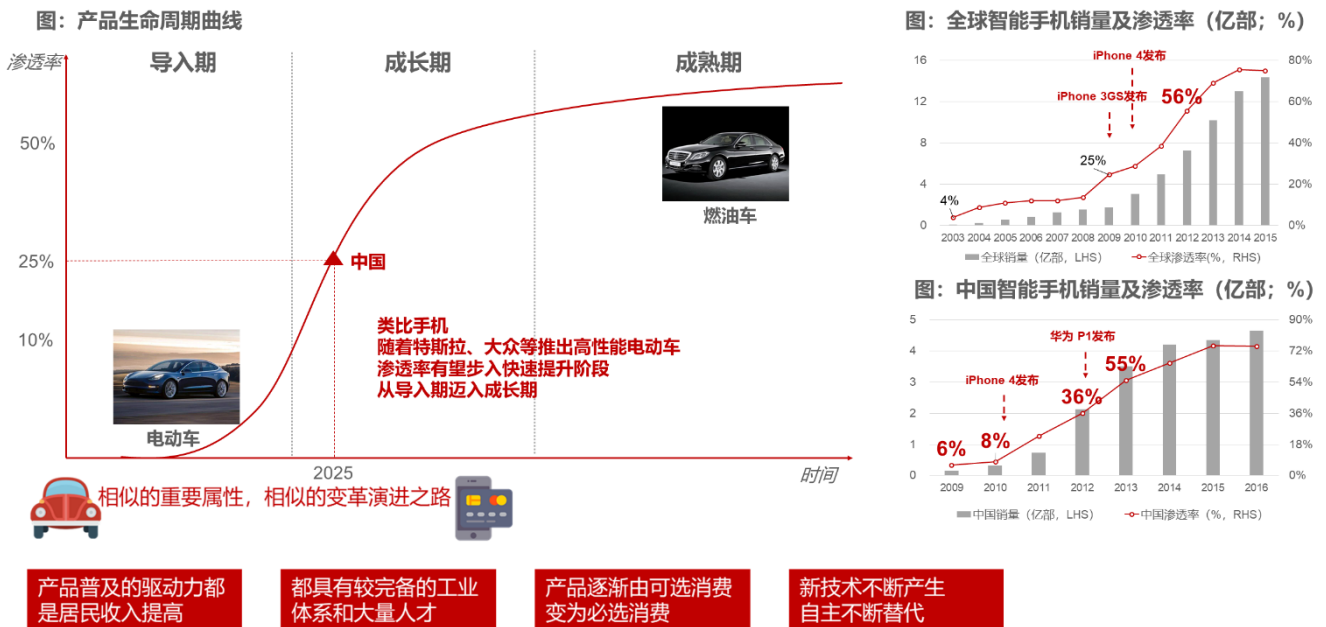 图：产品生命周期曲线
渗透率
导入期
成长期
成熟期
50%
25%
10%
中国
燃油车
电动车
类比手机
随着特斯拉、大众等推出高性能电动车
渗透率有望步入快速提升阶段
从导入期迈入成长期
2025
时间
相似的重要属性，相似的变革演进之路
产品普及的驱动力都
是居民收入提高
都具有较完备的工业
体系和大量人才
产品逐渐由可选消费
变为必选消费
新技术不断产生
自主不断替代
图：全球智能手机销量及渗透率（亿部；%）
iPhone 4发布
iPhone 3GS发布
56%
25%
4%
16
12
8
4
0
80%
60%
40%
20%
0%
2003 2004 2005 2006 2007 2008 2009 2010 2011 2012 2013 2014 2015
全球销量（亿部，LHS）
全球渗透率(%，RHS)
图：中国智能手机销量及渗透率（亿部；%）
华为 P1发布
iPhone 4发布
6%
8%
36%
55%
5
4
3
2
1
0
90%
72%
54%
36%
18%
0%
2009 2010 2011 2012 2013 2014 2015 2016
中国销量（亿部，LHS）
中国渗透率（%，RHS）